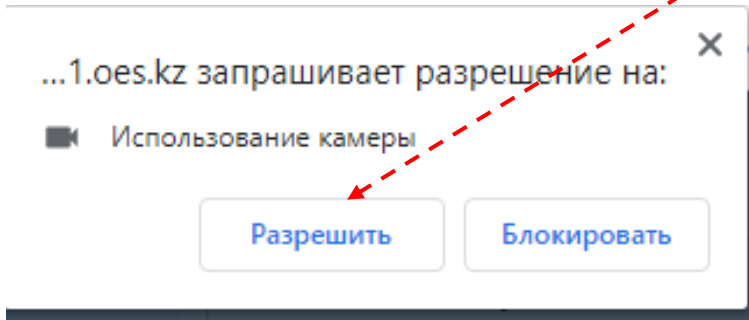 ...1.oes.kz запрашивает разрешение на:
Использование камеры
Разрешить Блокировать